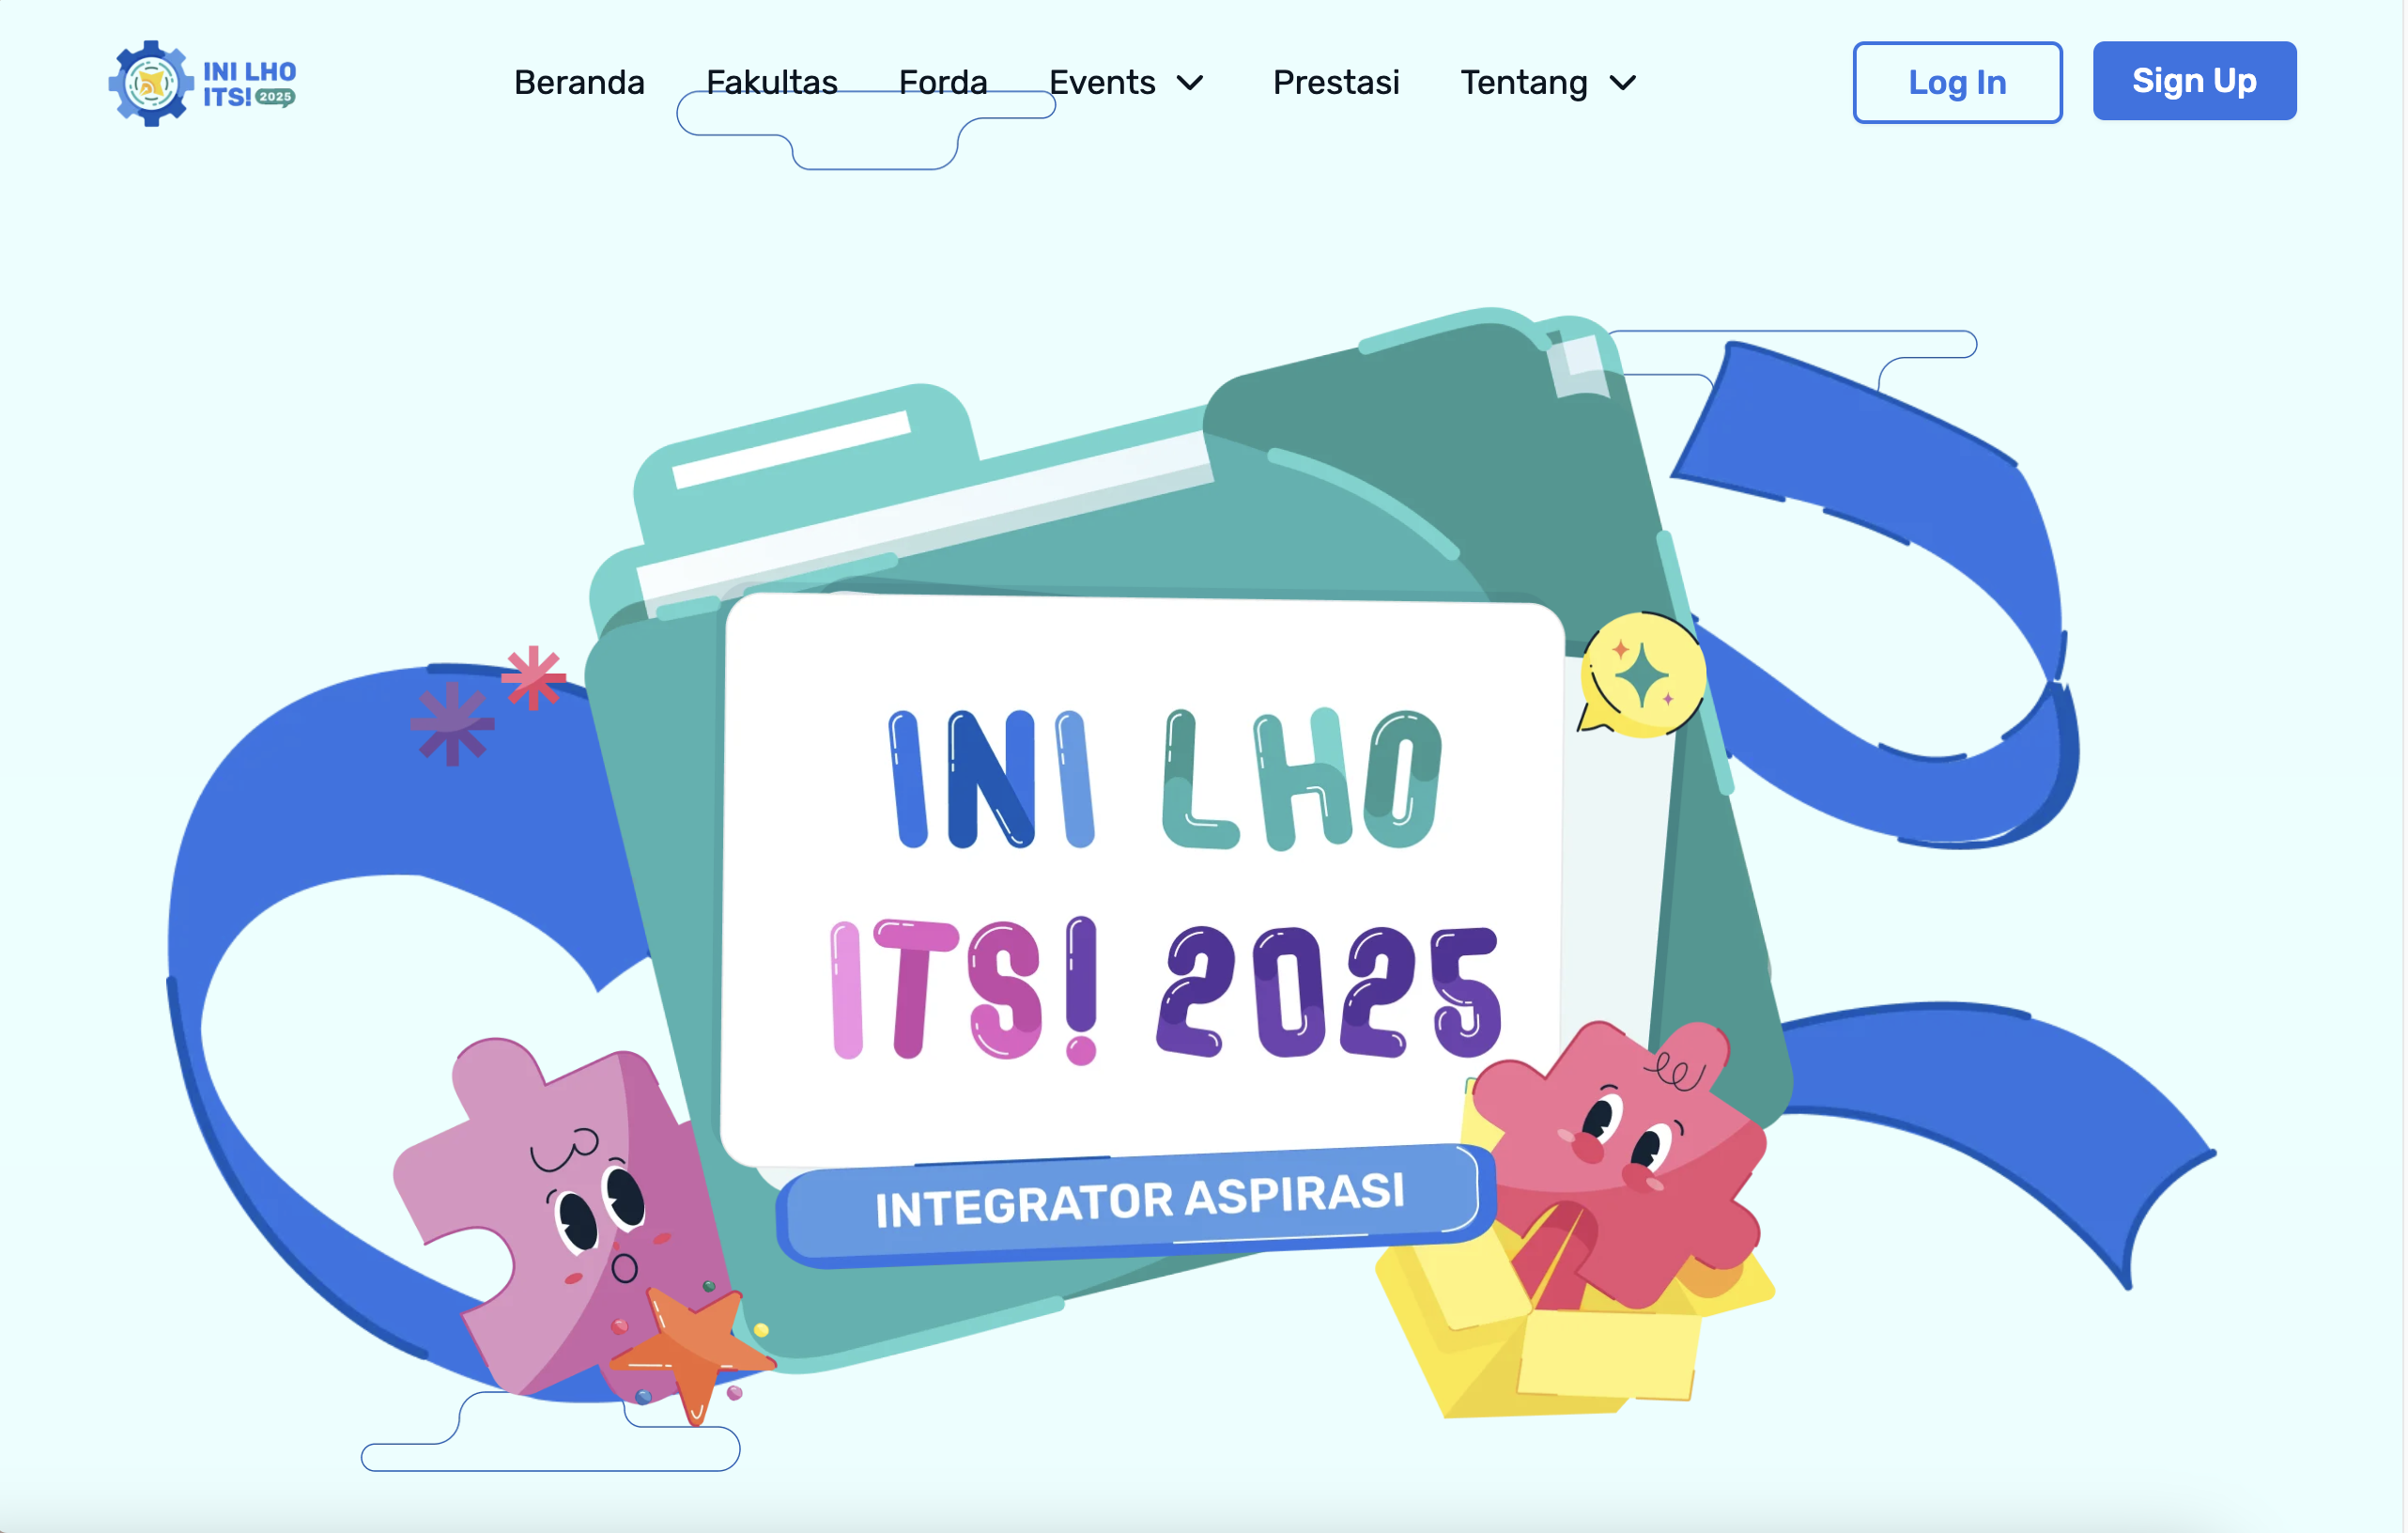 INI LHO
ITS! 2025
Beranda Fakultas Forda Events Prestasi Tentang
Log In Sign Up
INI LHO
ITS! 2025
INTEGRATOR ASPIRASI